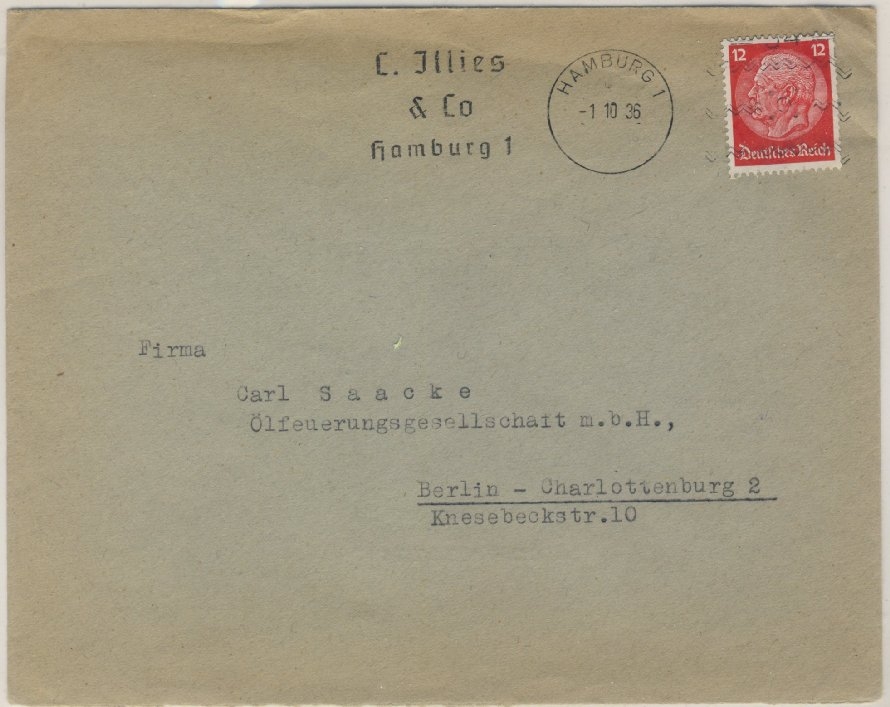 C. Illies
& Co
Hamburg 1
HAMBURG 1
-1 10 36
12 12
Deutsches Reich
Firma
Carl S a a c k e
Ölfeuerungsgesellschaft m.b.H.,
Berlin - Charlottenburg 2
Knesebeckstr.10